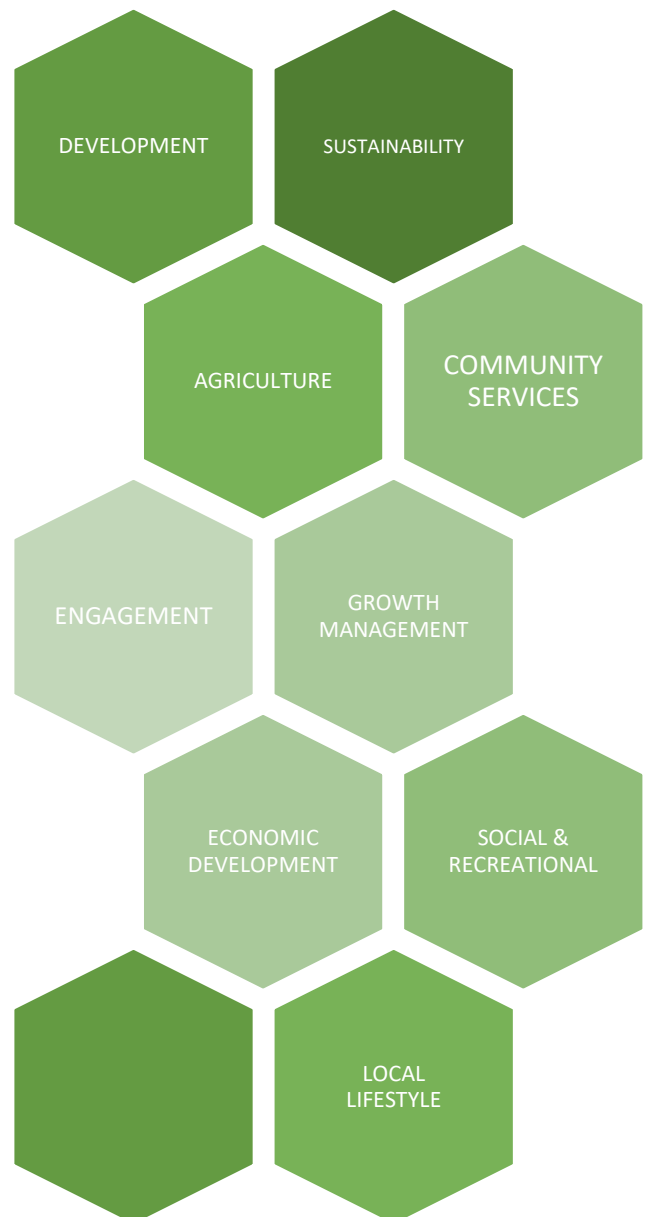 DEVELOPMENT
SUSTAINABILITY
AGRICULTURE
COMMUNITY
SERVICES
ENGAGEMENT
GROWTH
MANAGEMENT
ECONOMIC
DEVELOPMENT
SOCIAL &
RECREATIONAL
LOCAL
LIFESTYLE